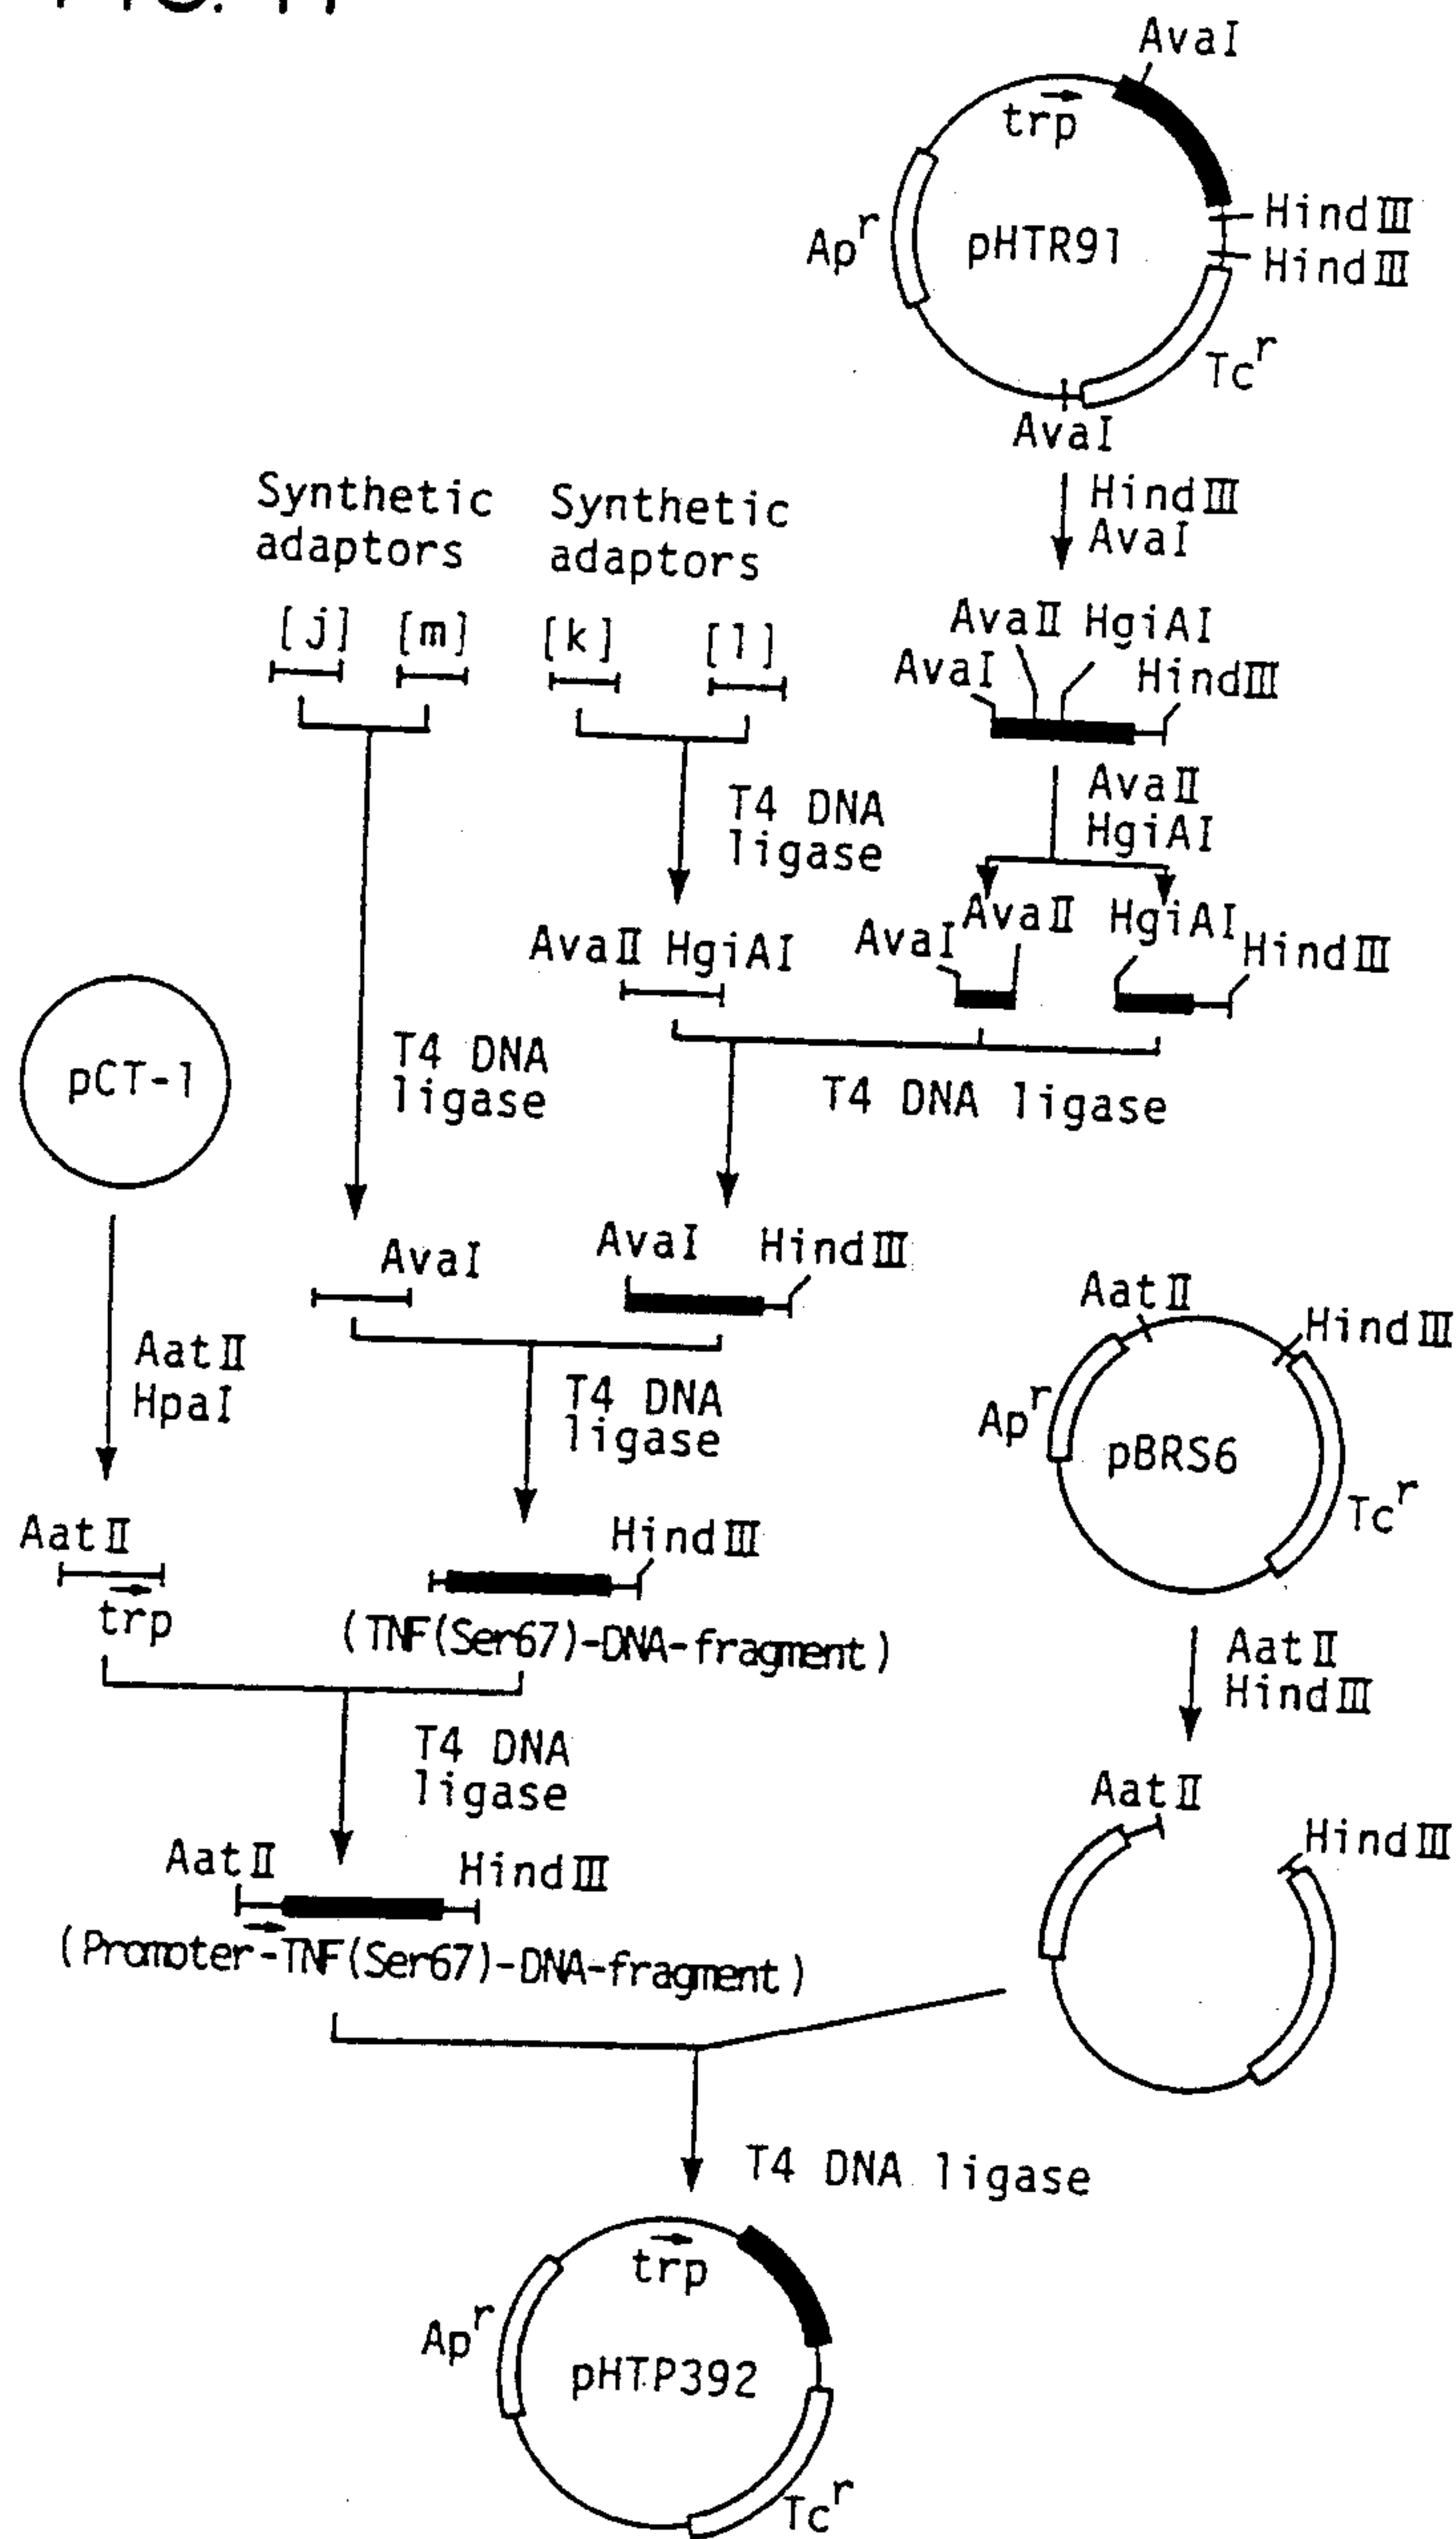 AvaI
trp
HindIII
HindIII
Ap^r
pHTR91
Tc^r
AvaI
HindIII
AvaI
Synthetic
adaptors
Synthetic
adaptors
[j]
[m]
[k]
[l]
AvaII HgiAI
AvaI
HindIII
AvaII
HgiAI
T4 DNA
ligase
AvaII HgiAI
AvaI
AvaII
HgiAI
HindIII
pCT-1
T4 DNA
ligase
T4 DNA ligase
AvaI
AvaI
HindIII
AatII
HindIII
AatII
HpaI
T4 DNA
ligase
Ap^r
pBRS6
Tc^r
AatII
trp
HindIII
(TNF(Ser67)-DNA-fragment)
AatII
HindIII
T4 DNA
ligase
AatII
HindIII
AatII
HindIII
(Promoter-TNF(Ser67)-DNA-fragment)
T4 DNA ligase
trp
Ap^r
pHTP392
Tc^r